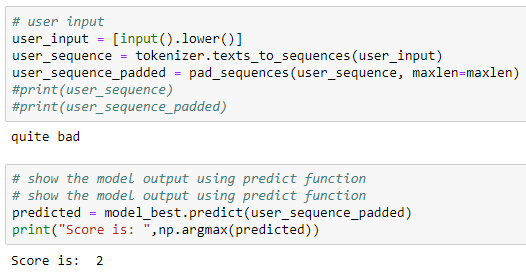 # user input
user_input = [input().lower()]
user_sequence = tokenizer.texts_to_sequences(user_input)
user_sequence_padded = pad_sequences(user_sequence, maxlen=maxlen)
#print(user_sequence)
#print(user_sequence_padded)
quite bad
# show the model output using predict function
# show the model output using predict function
predicted = model_best.predict(user_sequence_padded)
print("Score is: ",np.argmax(predicted))
Score is:  2